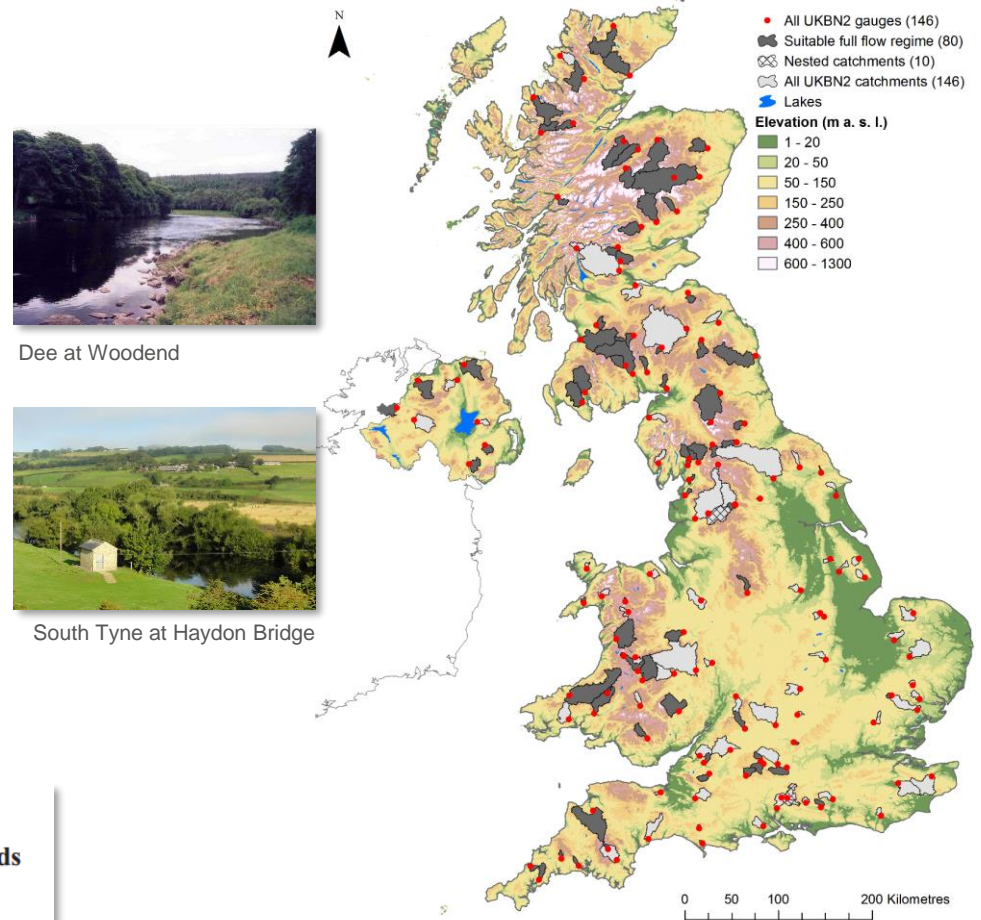 N
All UKBN2 gauges (146)
Suitable full flow regime (80)
Nested catchments (10)
All UKBN2 catchments (146)
Lakes
Elevation (m a. s. l.)
1 - 20
20 - 50
50 - 150
150 - 250
250 - 400
400 - 600
600 - 1300
Dee at Woodend
South Tyne at Haydon Bridge
ds
0 50 100 200 Kilometres